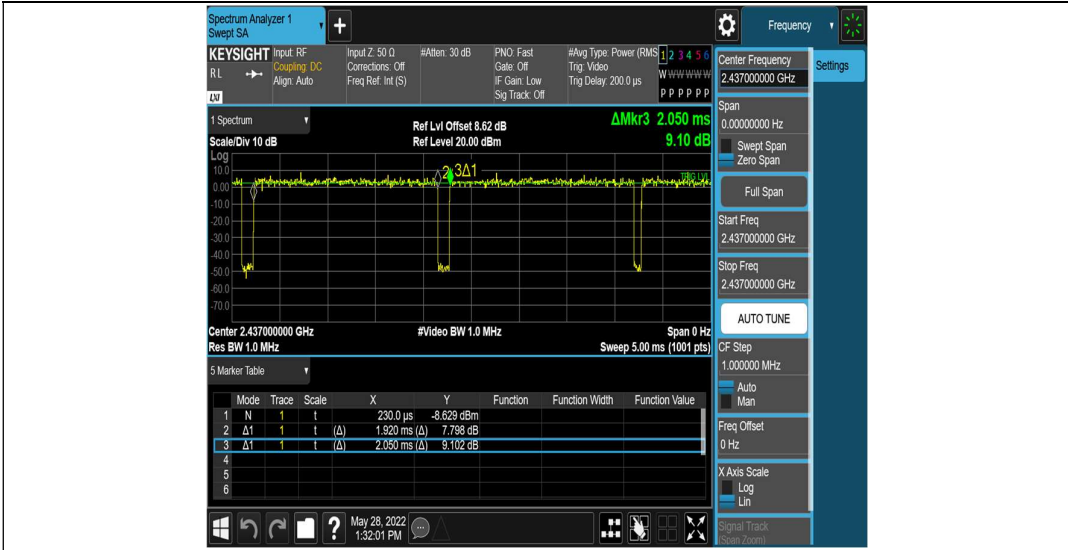 Spectrum Analyzer 1
Swept SA
+
Frequency
KEYSIGHT
RL
LXI
Input: RF
Coupling: DC
Align: Auto
Input Z: 50 Ω
Corrections: Off
Freq Ref: Int (S)
#Atten: 30 dB
PNO: Fast
Gate: Off
IF Gain: Low
Sig Track: Off
#Avg Type: Power (RMS
Trig: Video
Trig Delay: 200.0 µs
1 2 3 4 5 6
W W W W W W
P P P P P P
1 Spectrum
Scale/Div 10 dB
Ref Lvl Offset 8.62 dB
Ref Level 20.00 dBm
ΔMkr3 2.050 ms
9.10 dB
Log
10.0
0.00
-10.0
-20.0
-30.0
-40.0
-50.0
-60.0
-70.0
3Δ1
TRIG LVL
Center 2.437000000 GHz
#Video BW 1.0 MHz
Span 0 Hz
Res BW 1.0 MHz
Sweep 5.00 ms (1001 pts)
5 Marker Table
Mode Trace Scale X Y Function Function Width Function Value
1 N 1 t 230.0 µs -8.629 dBm
2 Δ1 1 t (Δ) 1.920 ms (Δ) 7.798 dB
3 Δ1 1 t (Δ) 2.050 ms (Δ) 9.102 dB
4
5
6
May 28, 2022
1:32:01 PM
Center Frequency
2.437000000 GHz
Settings
Span
0.00000000 Hz
Swept Span
Zero Span
Full Span
Start Freq
2.437000000 GHz
Stop Freq
2.437000000 GHz
AUTO TUNE
CF Step
1.000000 MHz
Auto
Man
Freq Offset
0 Hz
X Axis Scale
Log
Lin
Signal Track
(Span Zoom)